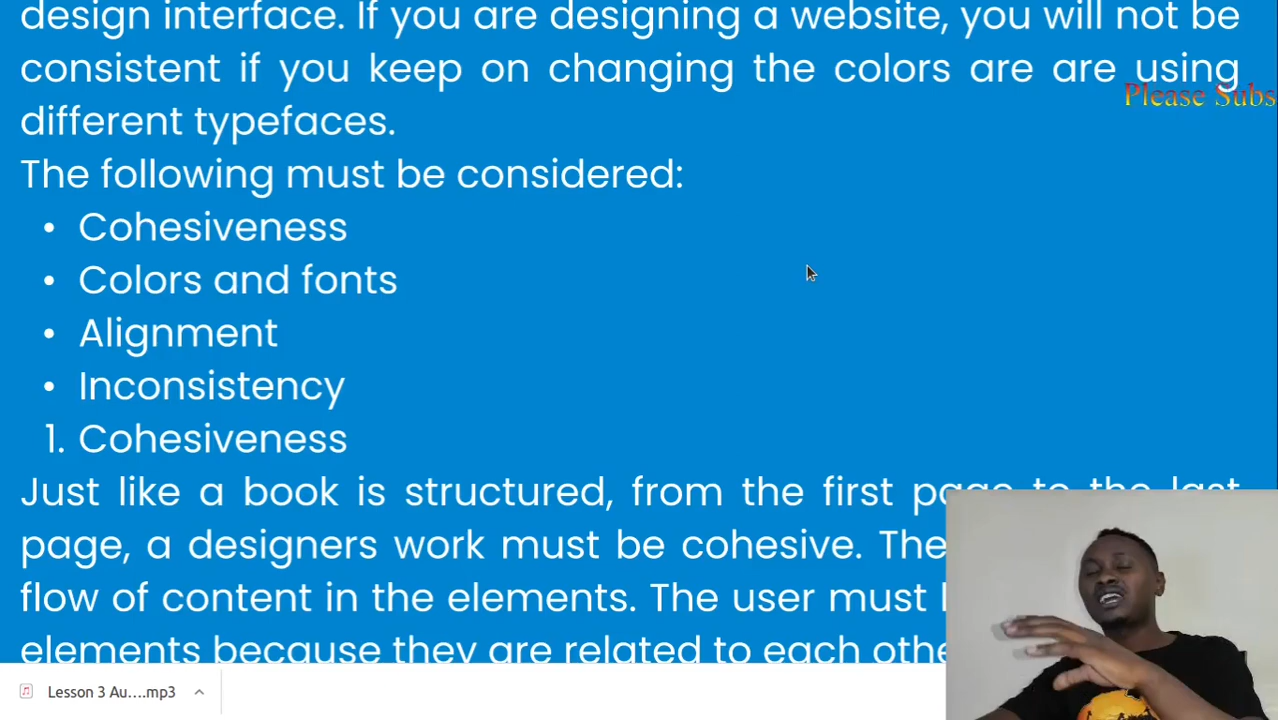 design interface. If you are designing a website, you will not be
consistent if you keep on changing the colors are are using
Please Subs
different typefaces.
The following must be considered:
• Cohesiveness
• Colors and fonts
• Alignment
• Inconsistency
1. Cohesiveness
Just like a book is structured, from the first page to the last
page, a designers work must be cohesive. The
flow of content in the elements. The user must
elements because they are related to each othe
Lesson 3 Au....mp3